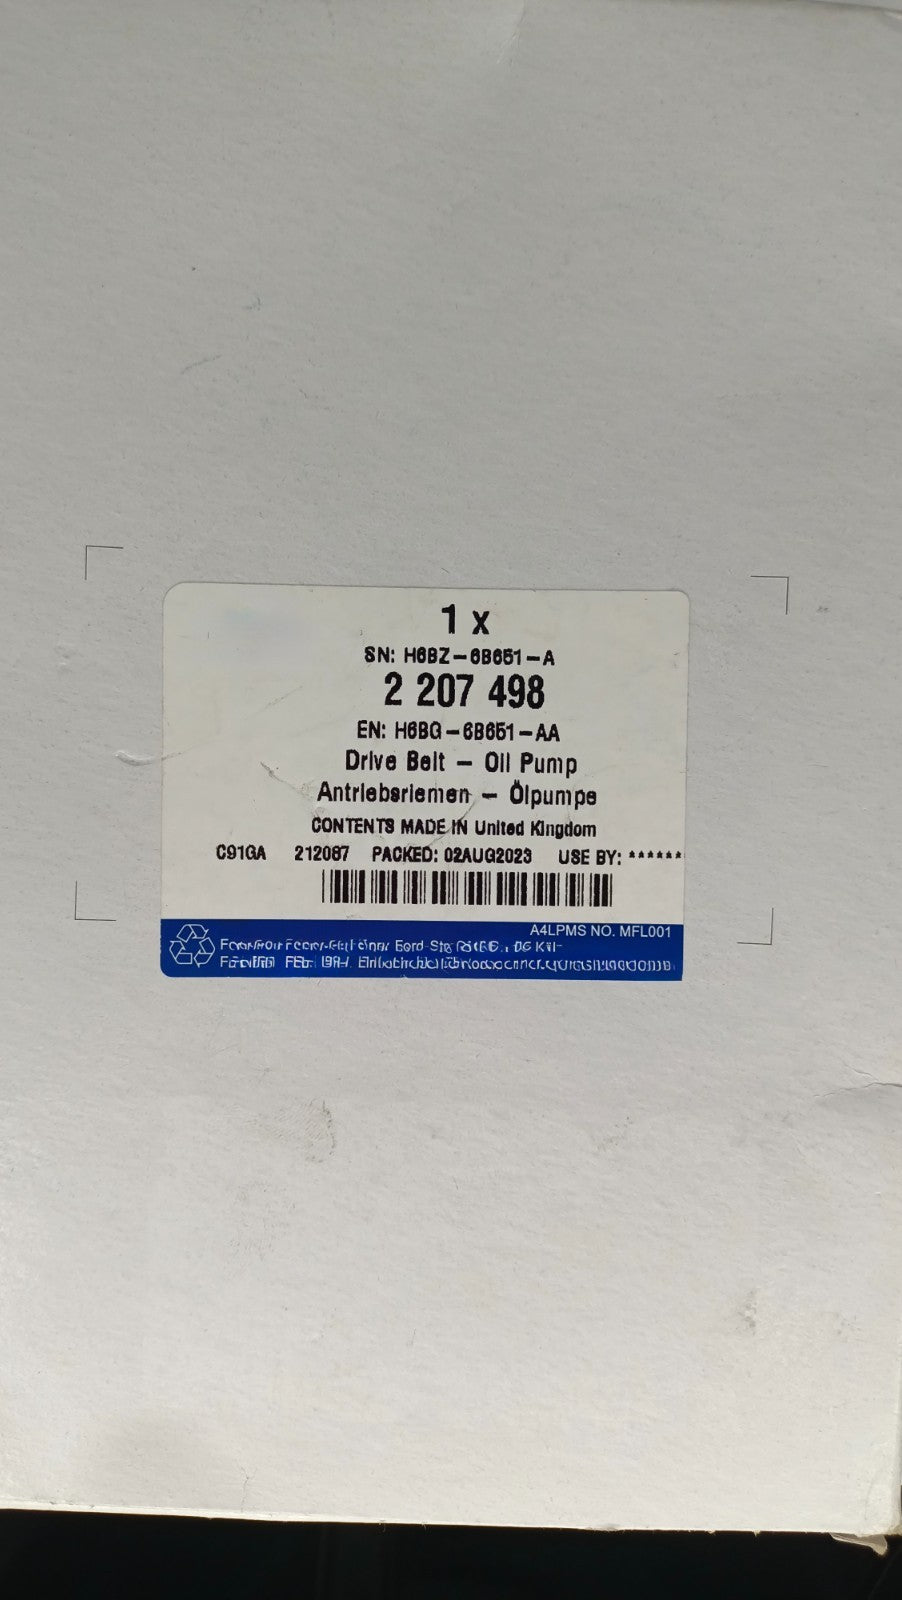 1 x
SN: H6BZ-6B651-A
2 207 498
EN: H6BG-6B651-AA
Drive Belt - Oil Pump
Antriebsriemen - Ölpumpe
CONTENTS MADE IN United Kingdom
C91GA 212087 PACKED: 02AUG2023 USE BY: ******
A4LPMS NO. MFL001